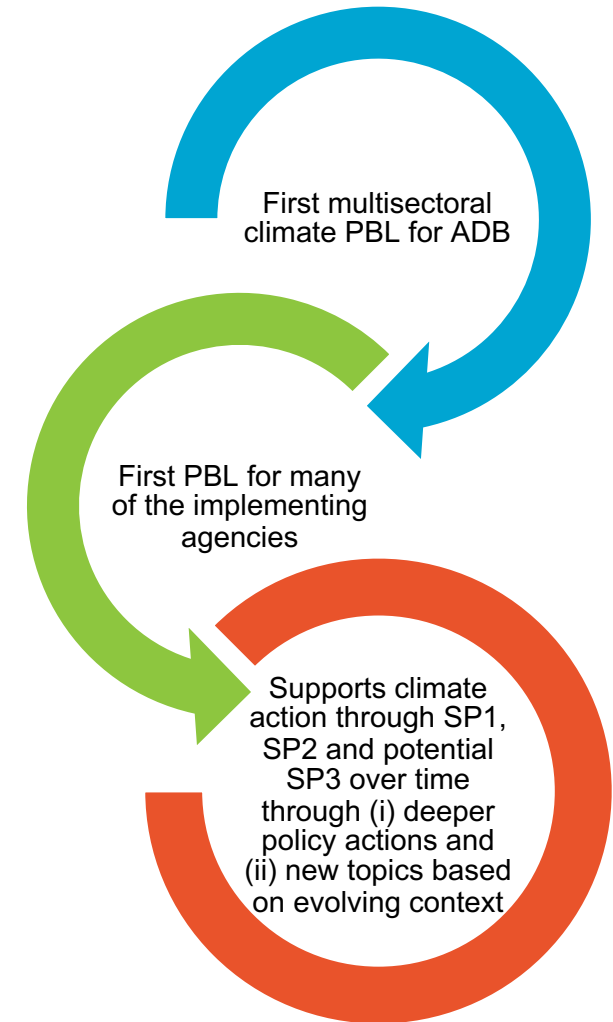 First multisectoral
climate PBL for ADB
First PBL for many
of the implementing
agencies
Supports climate
action through SP1,
SP2 and potential
SP3 over time
through (i) deeper
policy actions and
(ii) new topics based
on evolving context